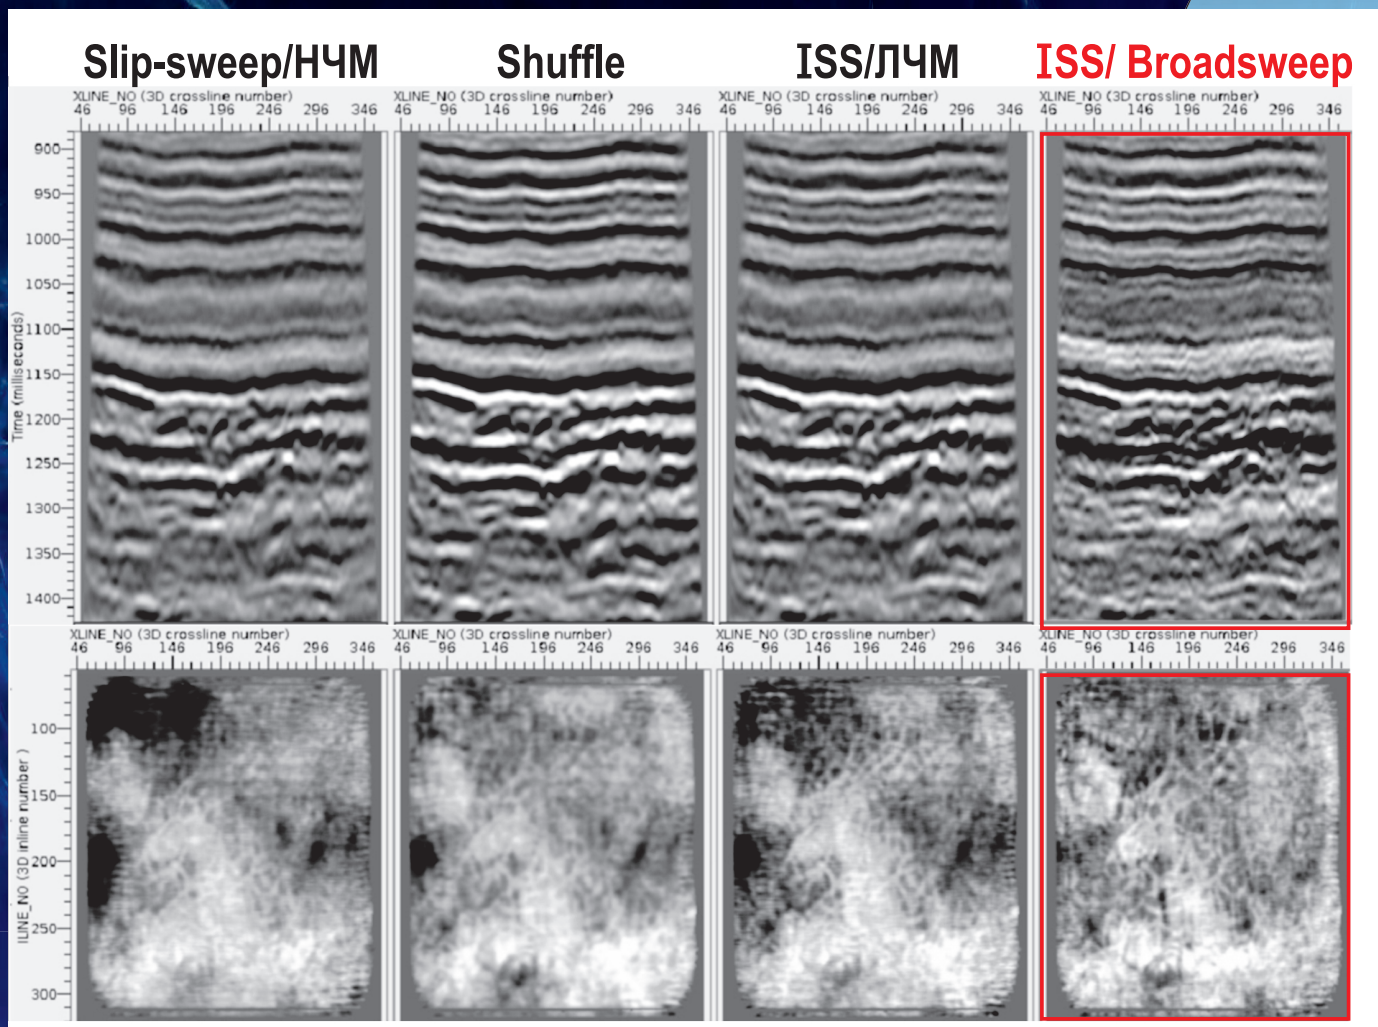 Slip-sweep/НЧМ Shuffle ISS/ЛЧМ ISS/ Broadsweep
XLINE_NO (3D crossline number) XLINE_NO (3D crossline number) XLINE_NO (3D crossline number) XLINE_NO (3D crossline number)
46 96 146 196 246 296 346 46 96 146 196 246 296 346 46 96 146 196 246 296 346 46 96 146 196 246 296 346
Time (milliseconds)
900
950
1000
1050
1100
1150
1200
1250
1300
1350
1400
XLINE_NO (3D crossline number) XLINE_NO (3D crossline number) XLINE_NO (3D crossline number) XLINE_NO (3D crossline number)
46 96 146 196 246 296 346 46 96 146 196 246 296 346 46 96 146 196 246 296 346 46 96 146 196 246 296 346
ILINE_NO (3D inline number )
100
150
200
250
300